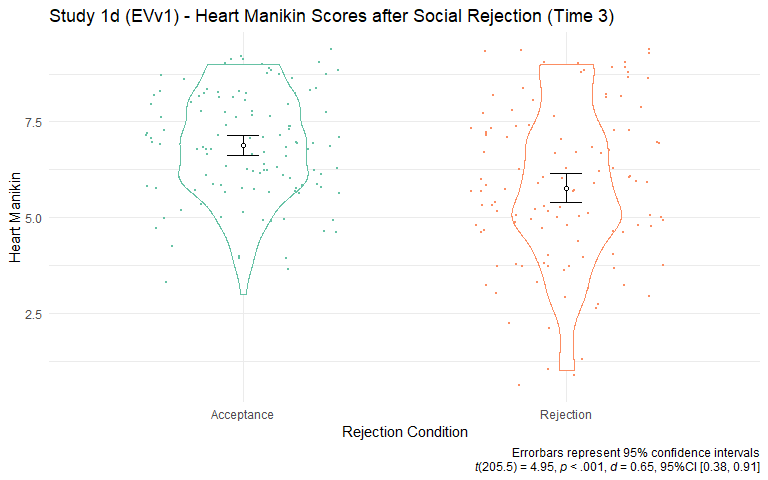 Study 1d (EVv1) - Heart Manikin Scores after Social Rejection (Time 3)
Heart Manikin
7.5
5.0
2.5
Acceptance Rejection
Rejection Condition
Errorbars represent 95% confidence intervals
t(205.5) = 4.95, p < .001, d = 0.65, 95%CI [0.38, 0.91]